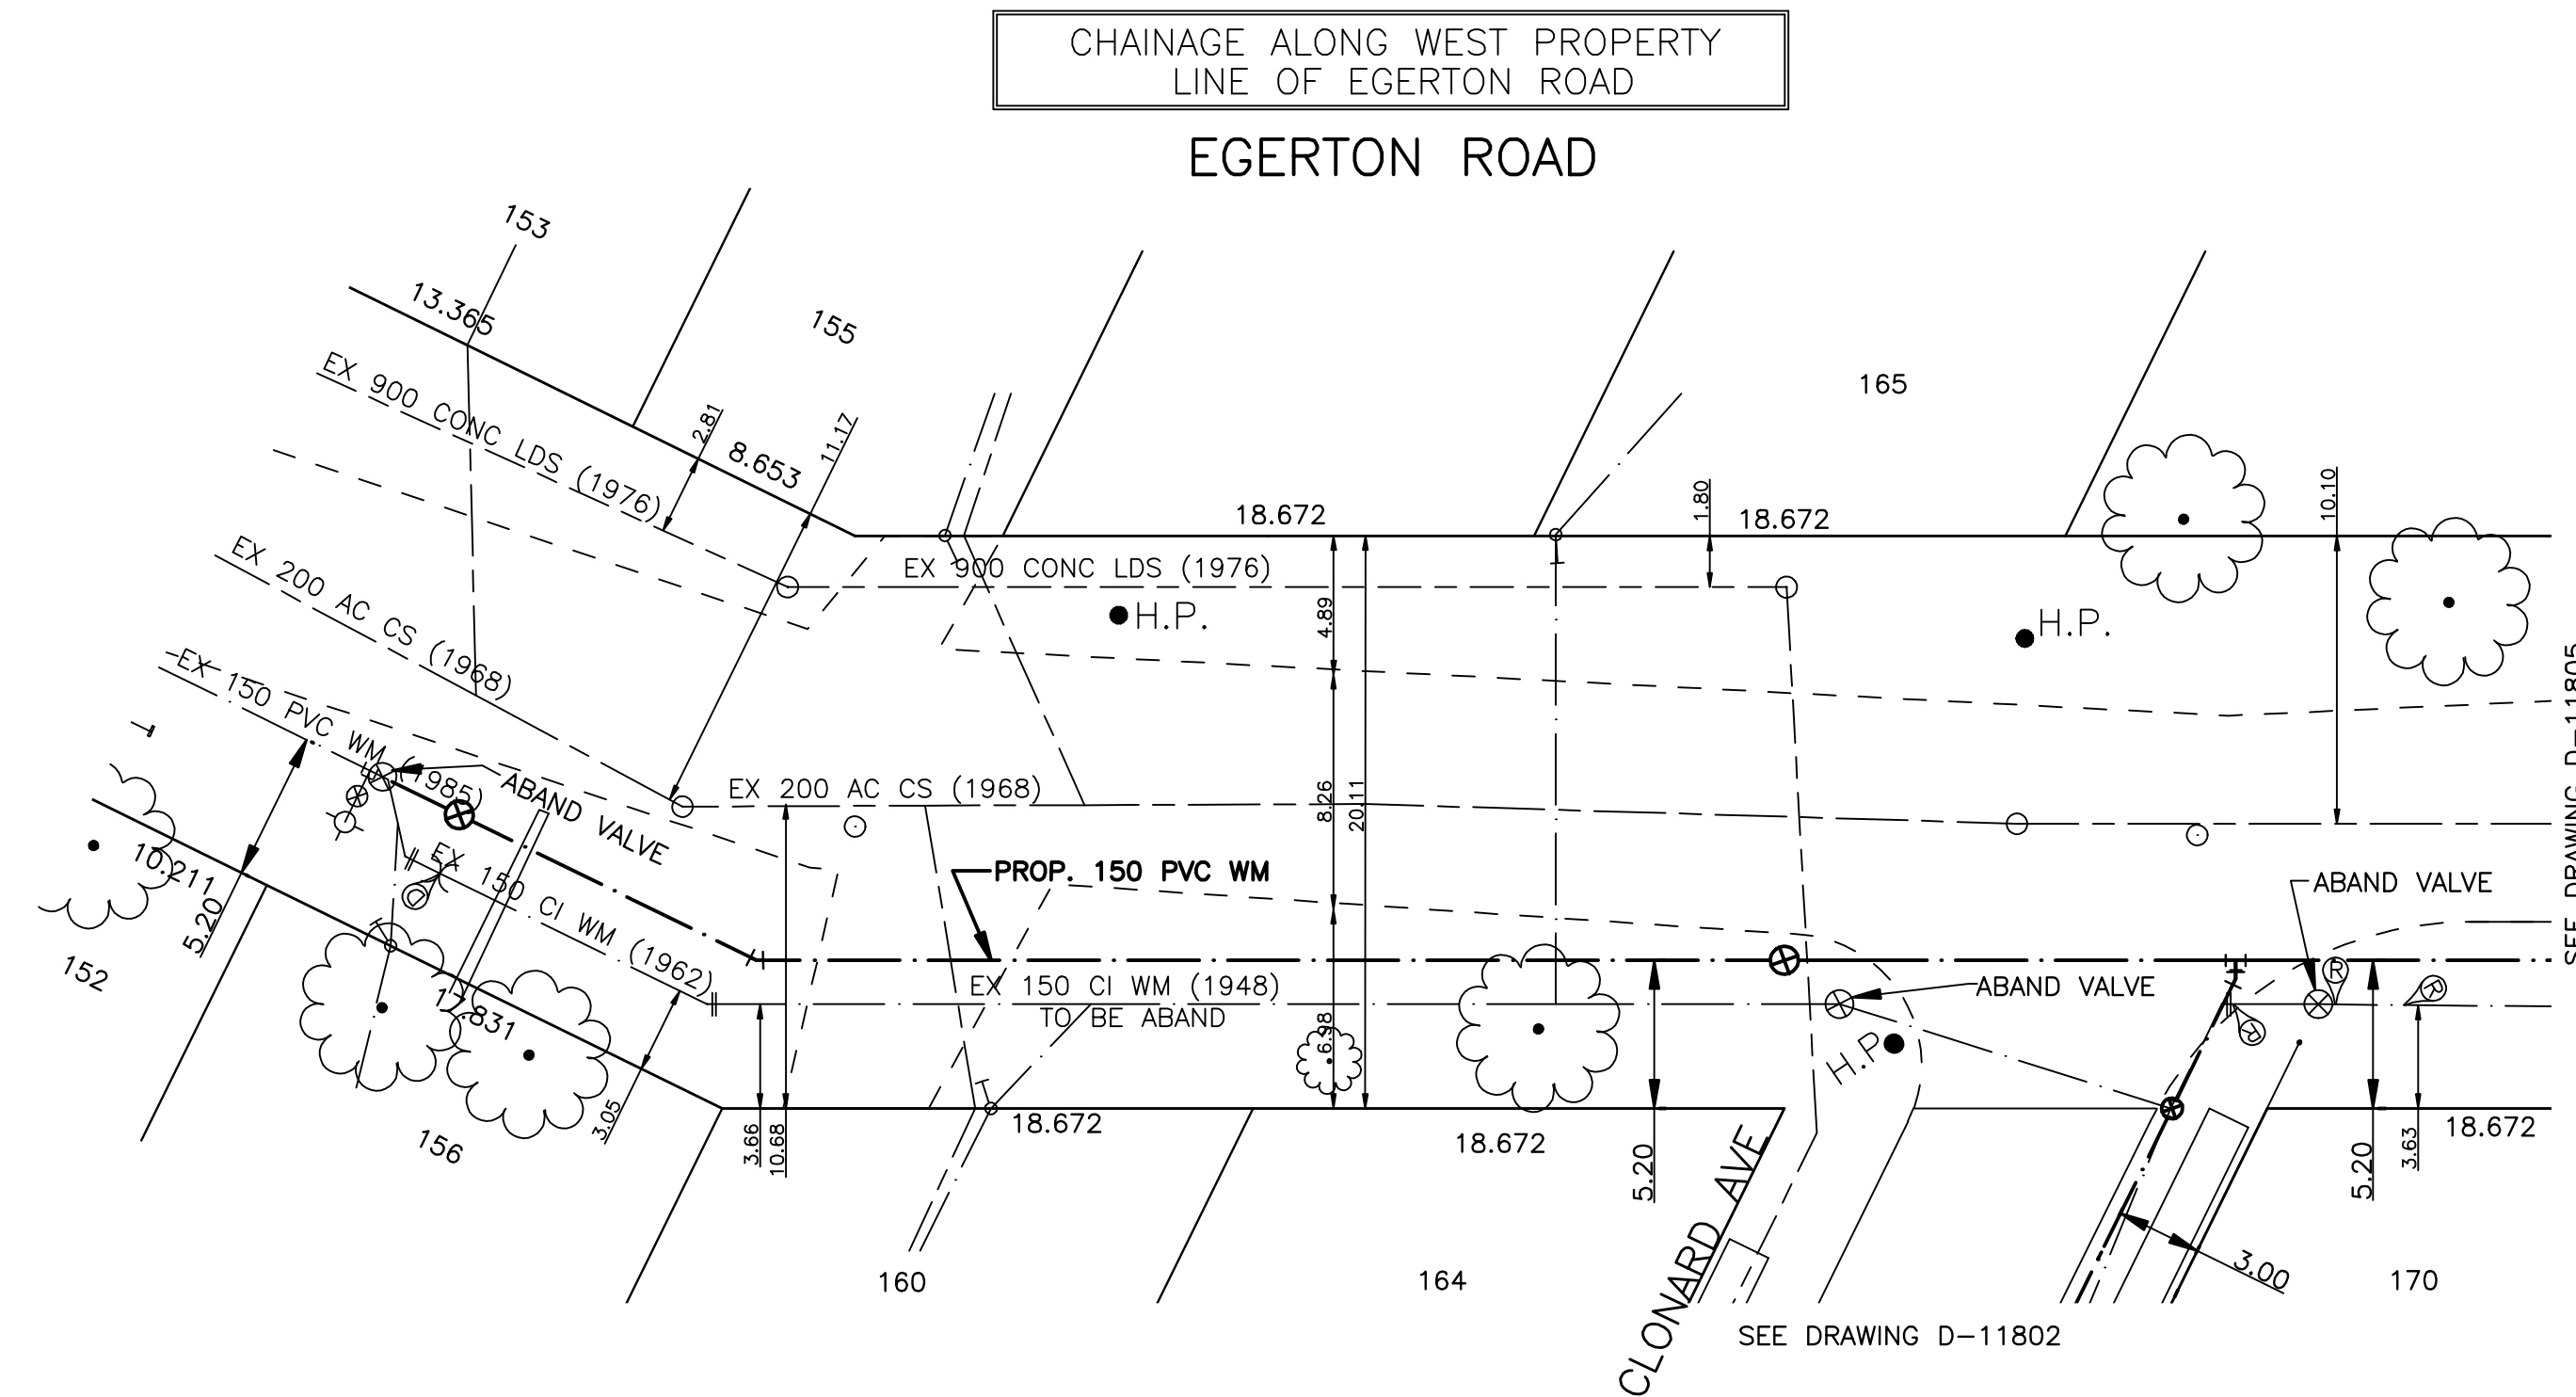 CHAINAGE ALONG WEST PROPERTY
LINE OF EGERTON ROAD
EGERTON ROAD
153
13.365
155
EX 900 CONC LDS (1976)
2.81
8.653
11.17
165
18.672
1.80
18.672
10.10
EX 200 AC CS (1968)
EX 900 CONC LDS (1976)
H.P.
4.89
H.P.
EX 150 PVC WM (1985)
ABAND VALVE
EX 200 AC CS (1968)
8.26
20.11
SEE DRAWING D-11805
PROP. 150 PVC WM
ABAND VALVE
10.211
5.20
D
EX 150 CI WM (1962)
152
17.831
EX 150 CI WM (1948)
TO BE ABAND
ABAND VALVE
R
R
R
6.98
H.P
3.05
156
3.66
10.68
18.672
18.672
5.20
CLONARD AVE
5.20
3.63
18.672
160
164
3.00
170
SEE DRAWING D-11802